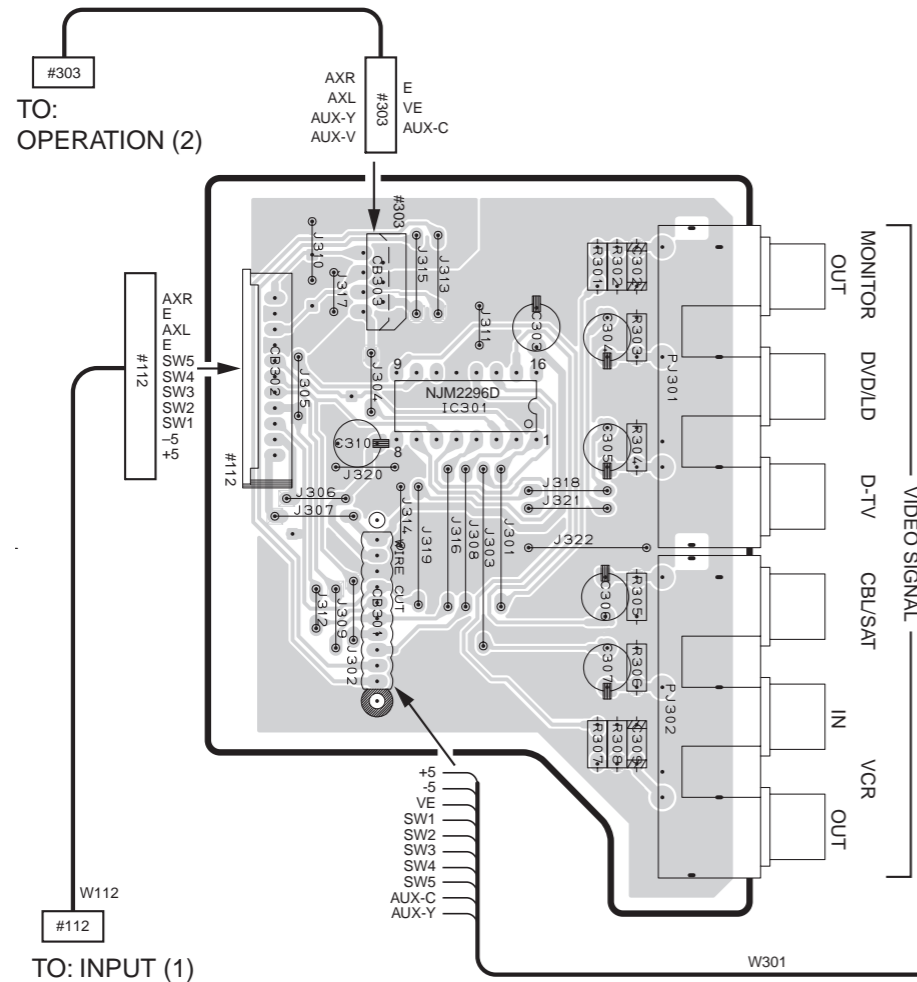 #303
TO:
OPERATION (2)
AXR
AXL
AUX-Y
AUX-V
#303
E
VE
AUX-C
#303
CB303
J310
J317
J315
J313
J311
C303
R301
R302
C302
MONITOR
OUT
C304
R303
PJ301
DVD/LD
#112
AXR
E
AXL
E
SW5
SW4
SW3
SW2
SW1
–5
+5
CB302
#112
J305
J304
9
16
NJM2296D
IC301
8
1
C310
J320
C305
R304
D-TV
J306
J307
J318
J321
J322
J314
J319
J316
J308
J303
J301
WIRE CUT
CB301
J312
J309
J302
R305
CBL/SAT
C307
R306
PJ302
IN
VCR
R307
R308
C309
OUT
VIDEO SIGNAL
+5
-5
VE
SW1
SW2
SW3
SW4
SW5
AUX-C
AUX-Y
W112
#112
TO: INPUT (1)
W301